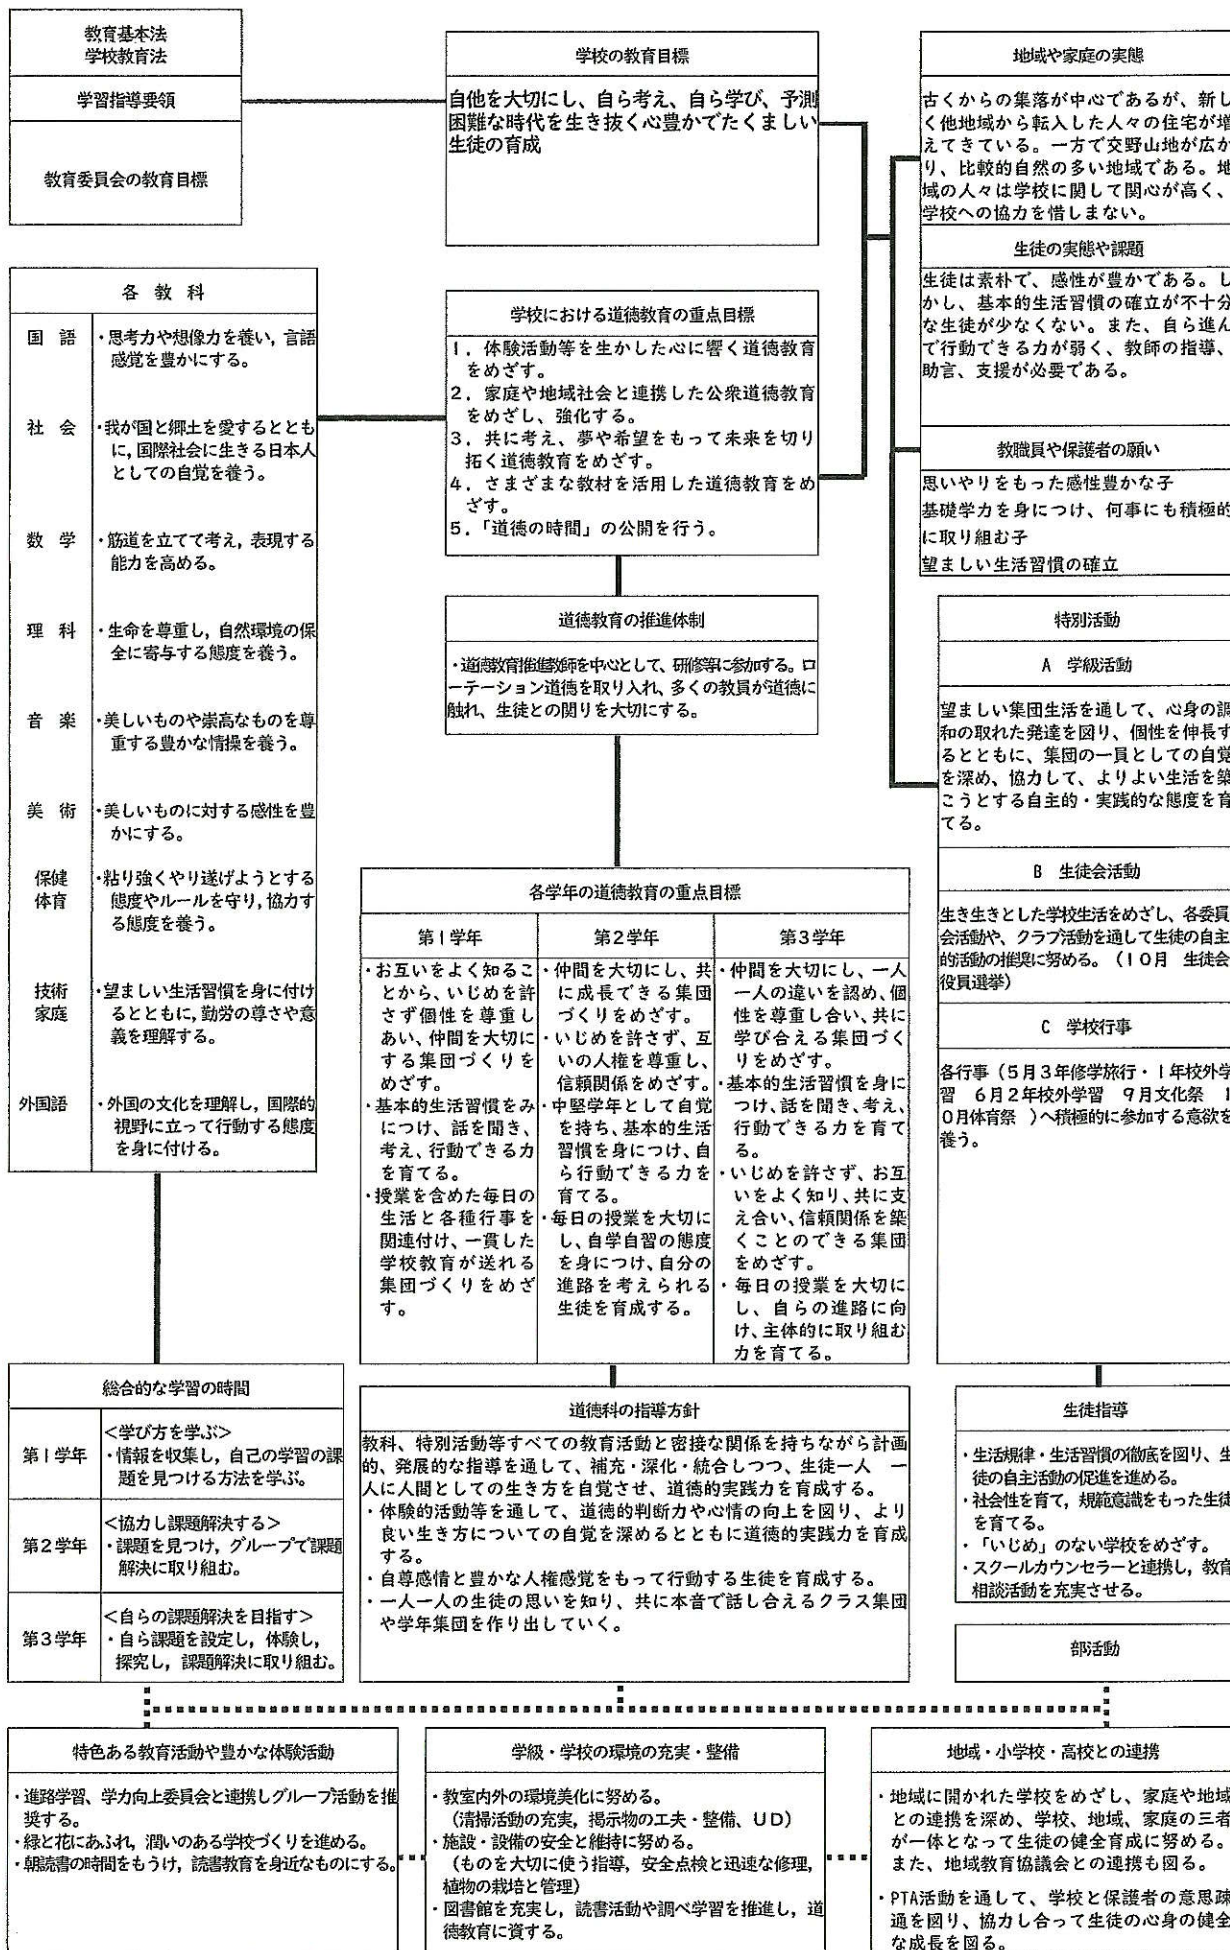 教育基本法
学校教育法
学習指導要領
教育委員会の教育目標
学校の教育目標
自他を大切にし、自ら考え、自ら学び、予測
困難な時代を生き抜く心豊かでたくましい
生徒の育成
地域や家庭の実態
古くからの集落が中心であるが、新し
く他地域から転入した人々の住宅が増
えてきている。一方で交野山地が広が
り、比較的自然の多い地域である。地
域の人々は学校に関して関心が高く、
学校への協力を惜しまない。
生徒の実態や課題
生徒は素朴で、感性が豊かである。し
かし、基本的生活習慣の確立が不十分
な生徒が少なくない。また、自ら進ん
で行動できる力が弱く、教師の指導、
助言、支援が必要である。
教職員や保護者の願い
思いやりをもった感性豊かな子
基礎学力を身につけ、何事にも積極的
に取り組む子
望ましい生活習慣の確立
各 教 科
国 語
・思考力や想像力を養い，言語
感覚を豊かにする。
社 会
・我が国と郷土を愛するととも
に，国際社会に生きる日本人
としての自覚を養う。
数 学
・筋道を立てて考え，表現する
能力を高める。
理 科
・生命を尊重し，自然環境の保
全に寄与する態度を養う。
音 楽
・美しいものや崇高なものを尊
重する豊かな情操を養う。
美 術
・美しいものに対する感性を豊
かにする。
保健
体育
・粘り強くやり遂げようとする
態度やルールを守り，協力す
る態度を養う。
技術
家庭
・望ましい生活習慣を身に付け
るとともに，勤労の尊さや意
義を理解する。
外国語
・外国の文化を理解し，国際的
視野に立って行動する態度
を身に付ける。
学校における道徳教育の重点目標
1．体験活動等を生かした心に響く道徳教育
をめざす。
2．家庭や地域社会と連携した公衆道徳教育
をめざし、強化する。
3．共に考え、夢や希望をもって未来を切り
拓く道徳教育をめざす。
4．さまざまな教材を活用した道徳教育をめ
ざす。
5．「道徳の時間」の公開を行う。
道徳教育の推進体制
・道徳教育推進教師を中心として、研修等に参加する。ロ
ーテーション道徳を取り入れ、多くの教員が道徳に
触れ、生徒との関りを大切にする。
各学年の道徳教育の重点目標
第1学年
・お互いをよく知るこ
とから、いじめを許
さず個性を尊重し
あい、仲間を大切に
する集団づくりを
めざす。
・基本的生活習慣をみ
につけ、話を聞き、
考え、行動できる力
を育てる。
・授業を含めた毎日の
生活と各種行事を
関連付け、一貫した
学校教育が送れる
集団づくりをめざ
す。
第2学年
・仲間を大切にし、共
に成長できる集団
づくりをめざす。
・いじめを許さず、互
いの人権を尊重し、
信頼関係をめざす。
・中堅学年として自覚
を持ち、基本的生活
習慣を身につけ、自
ら行動できる力を
育てる。
・毎日の授業を大切に
し、自学自習の態度
を身につけ、自分の
進路を考えられる
生徒を育成する。
第3学年
・仲間を大切にし、一人
一人の違いを認め、個
性を尊重し合い、共に
学び合える集団づく
りをめざす。
・基本的生活習慣を身に
つけ、話を聞き、考え、
行動できる力を育て
る。
・いじめを許さず、お互
いをよく知り、共に支
え合い、信頼関係を築
くことのできる集団
をめざす。
・毎日の授業を大切に
し、自らの進路に向
け、主体的に取り組む
力を育てる。
特別活動
A 学級活動
望ましい集団生活を通して、心身の調
和の取れた発達を図り、個性を伸長す
るとともに、集団の一員としての自覚
を深め、協力して、よりよい生活を築
こうとする自主的・実践的な態度を育
てる。
B 生徒会活動
生き生きとした学校生活をめざし、各委員
会活動や、クラブ活動を通して生徒の自主
的活動の推奨に努める。（10月 生徒会
役員選挙）
C 学校行事
各行事（5月3年修学旅行・1年校外学
習 6月2年校外学習 9月文化祭 1
0月体育祭 ）へ積極的に参加する意欲を
養う。
総合的な学習の時間
第1学年
＜学び方を学ぶ＞
・情報を収集し，自己の学習の課
題を見つける方法を学ぶ。
第2学年
＜協力し課題解決する＞
・課題を見つけ，グループで課題
解決に取り組む。
第3学年
＜自らの課題解決を目指す＞
・自ら課題を設定し，体験し，
探究し，課題解決に取り組む。
道徳科の指導方針
教科、特別活動等すべての教育活動と密接な関係を持ちながら計画
的、発展的な指導を通して、補充・深化・統合しつつ、生徒一人 一
人に人間としての生き方を自覚させ、道徳的実践力を育成する。
・体験的活動等を通して、道徳的判断力や心情の向上を図り、より
良い生き方についての自覚を深めるとともに道徳的実践力を育成
する。
・自尊感情と豊かな人権感覚をもって行動する生徒を育成する。
・一人一人の生徒の思いを知り、共に本音で話し合えるクラス集団
や学年集団を作り出していく。
生徒指導
・生活規律・生活習慣の徹底を図り、生
徒の自主活動の促進を進める。
・社会性を育て，規範意識をもった生徒
を育てる。
・「いじめ」のない学校をめざす。
・スクールカウンセラーと連携し，教育
相談活動を充実させる。
部活動
特色ある教育活動や豊かな体験活動
・進路学習、学力向上委員会と連携しグループ活動を推
奨する。
・緑と花にあふれ，潤いのある学校づくりを進める。
・朝読書の時間をもうけ，読書教育を身近なものにする。
学級・学校の環境の充実・整備
・教室内外の環境美化に努める。
（清掃活動の充実，掲示物の工夫・整備、UD）
・施設・設備の安全と維持に努める。
（ものを大切に使う指導，安全点検と迅速な修理，
植物の栽培と管理）
・図書館を充実し，読書活動や調べ学習を推進し，道
徳教育に資する。
地域・小学校・高校との連携
・地域に開かれた学校をめざし、家庭や地域
との連携を深め、学校、地域、家庭の三者
が一体となって生徒の健全育成に努める。
また、地域教育協議会との連携も図る。
・PTA活動を通して、学校と保護者の意思疎
通を図り、協力し合って生徒の心身の健全
な成長を図る。